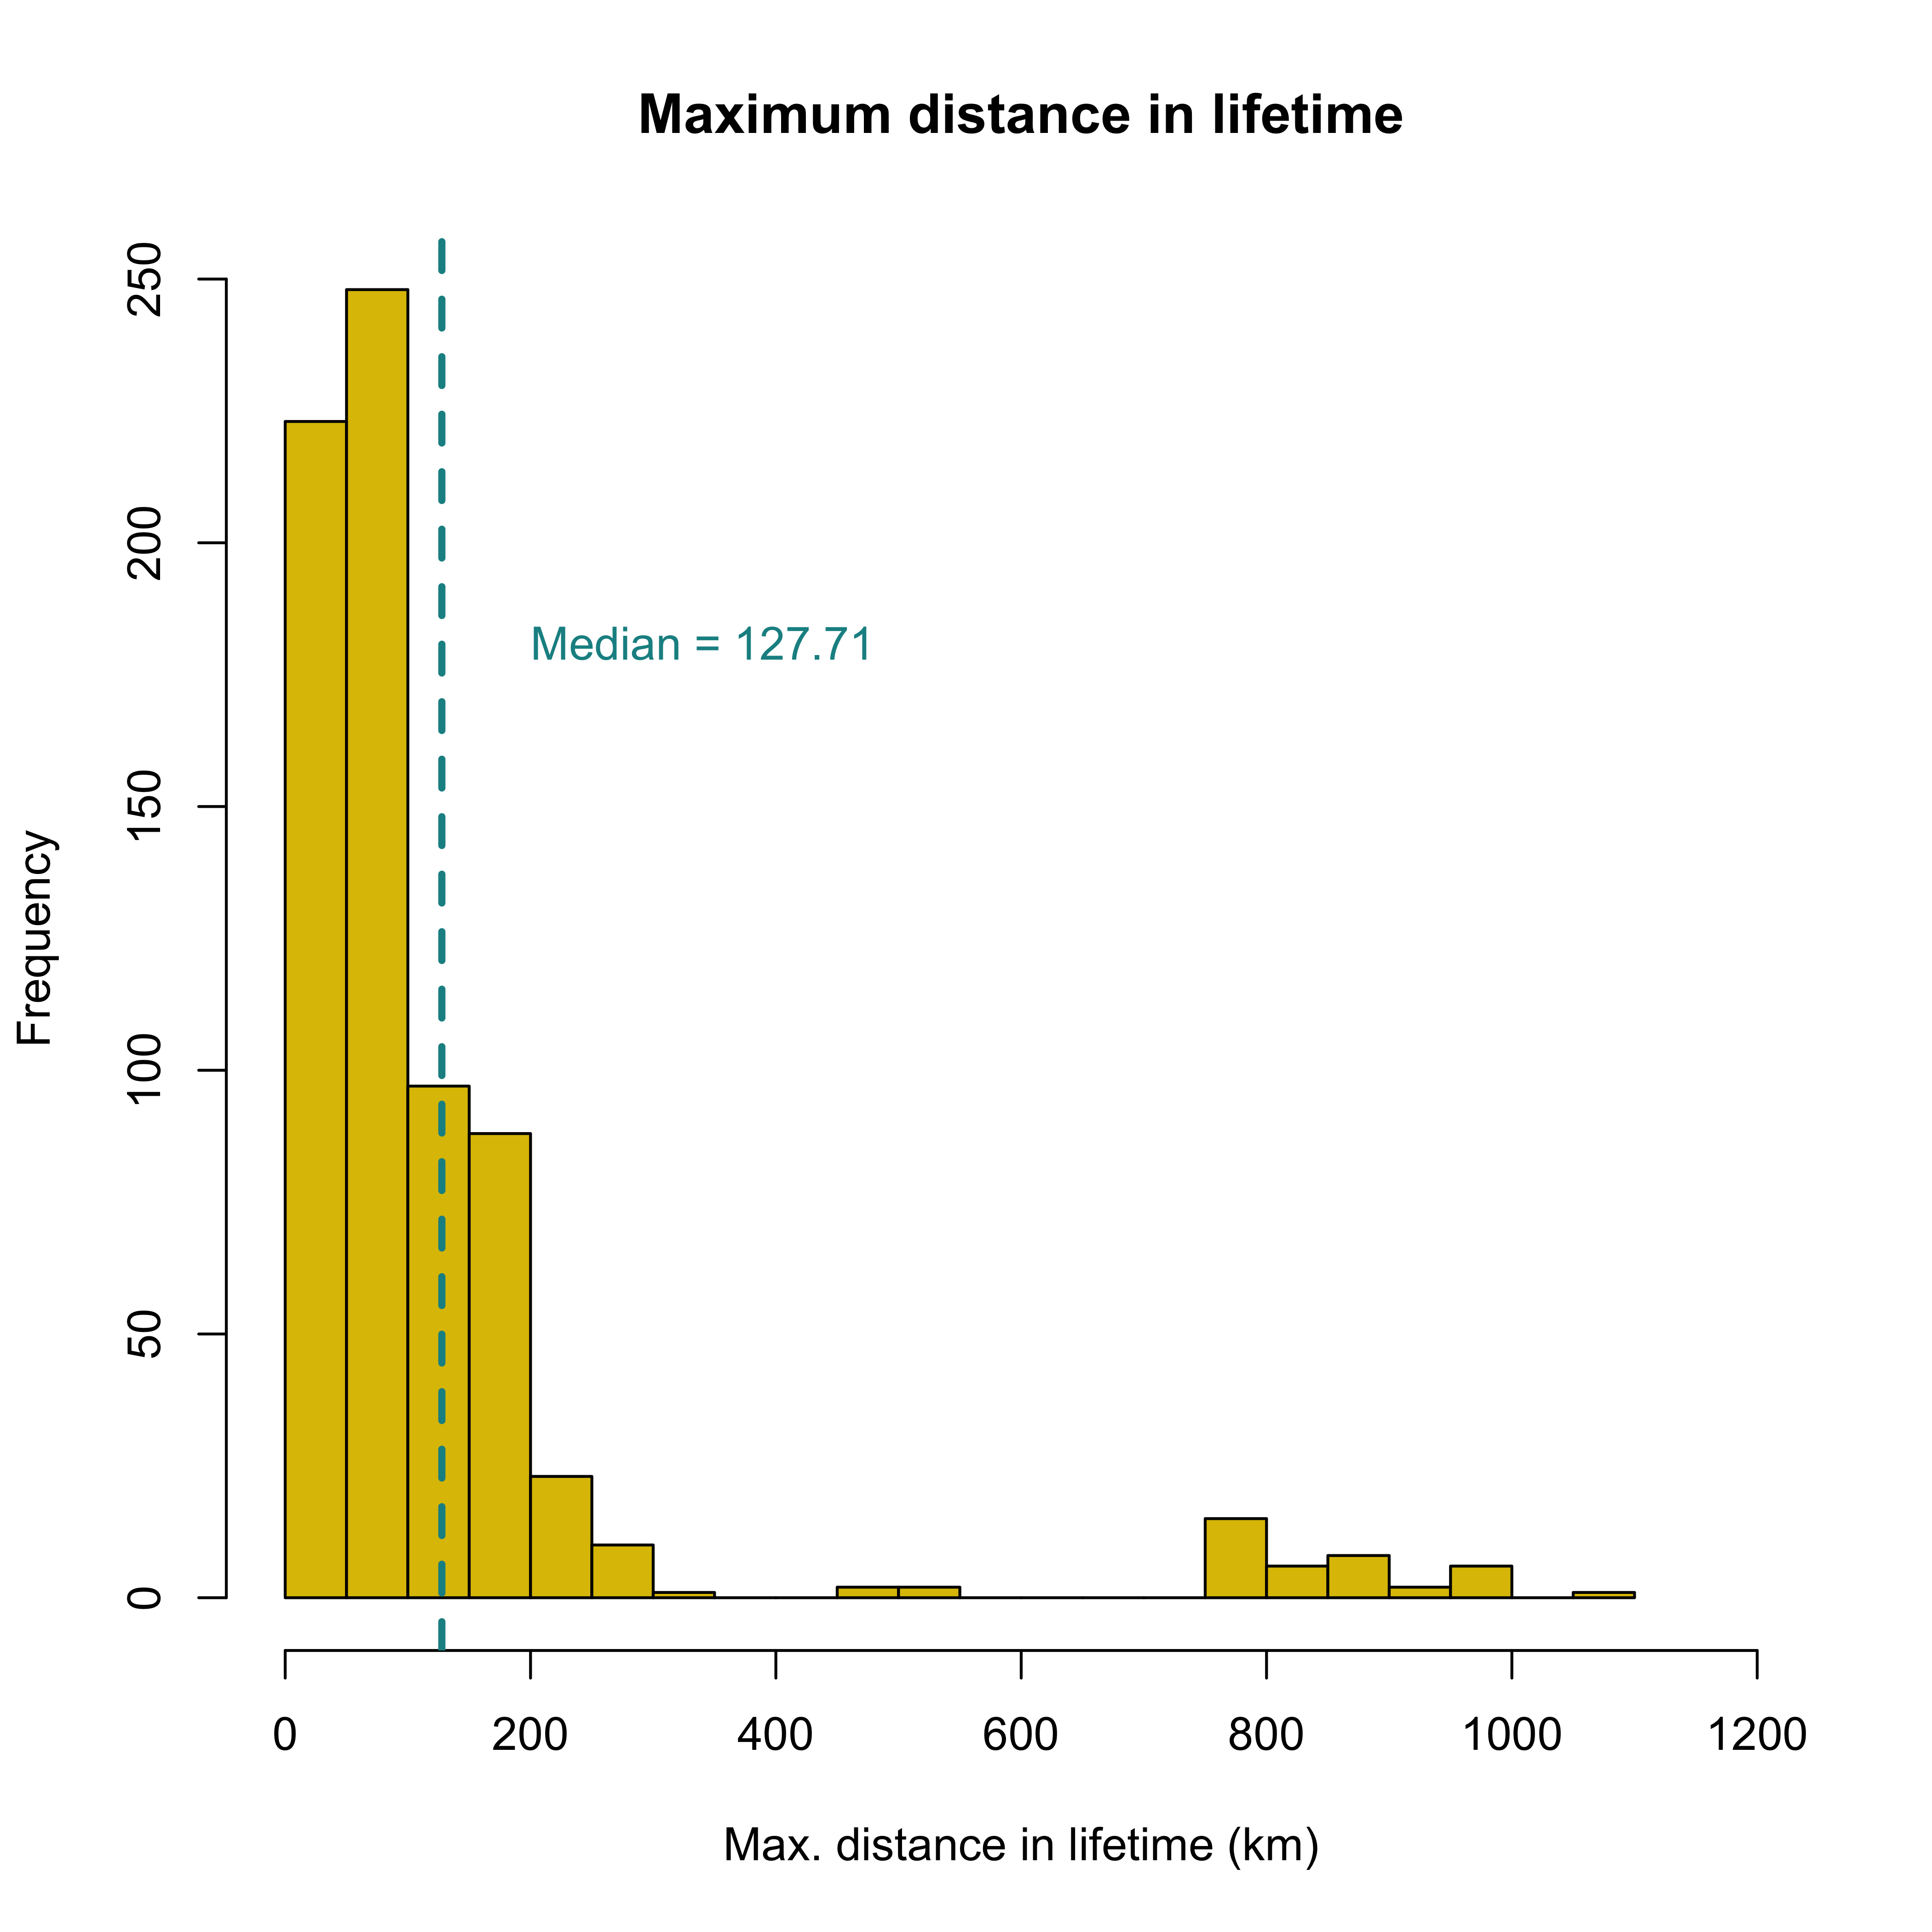 Maximum distance in lifetime
250
200
150
100
50
0
Frequency
Median = 127.71
0 200 400 600 800 1000 1200
Max. distance in lifetime (km)